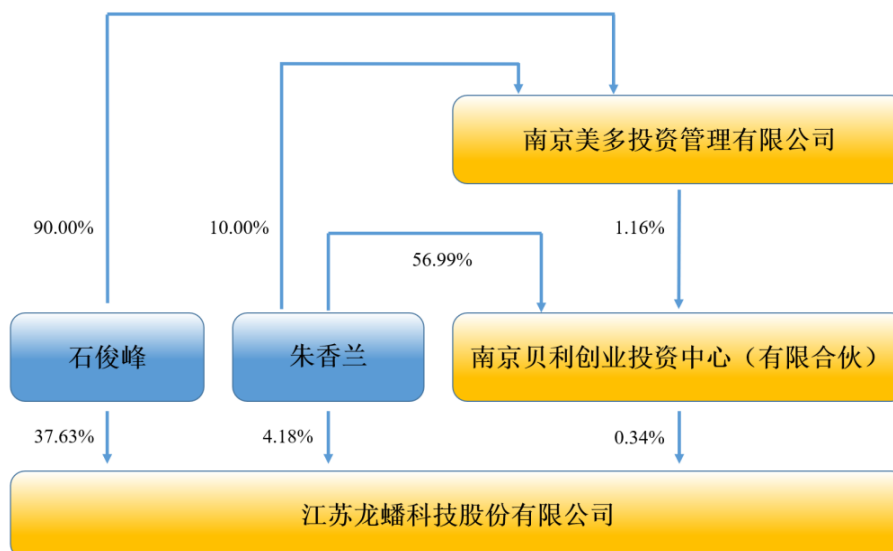 南京美多投资管理有限公司
90.00%
10.00%
1.16%
56.99%
石俊峰
朱香兰
南京贝利创业投资中心（有限合伙）
37.63%
4.18%
0.34%
江苏龙蟠科技股份有限公司